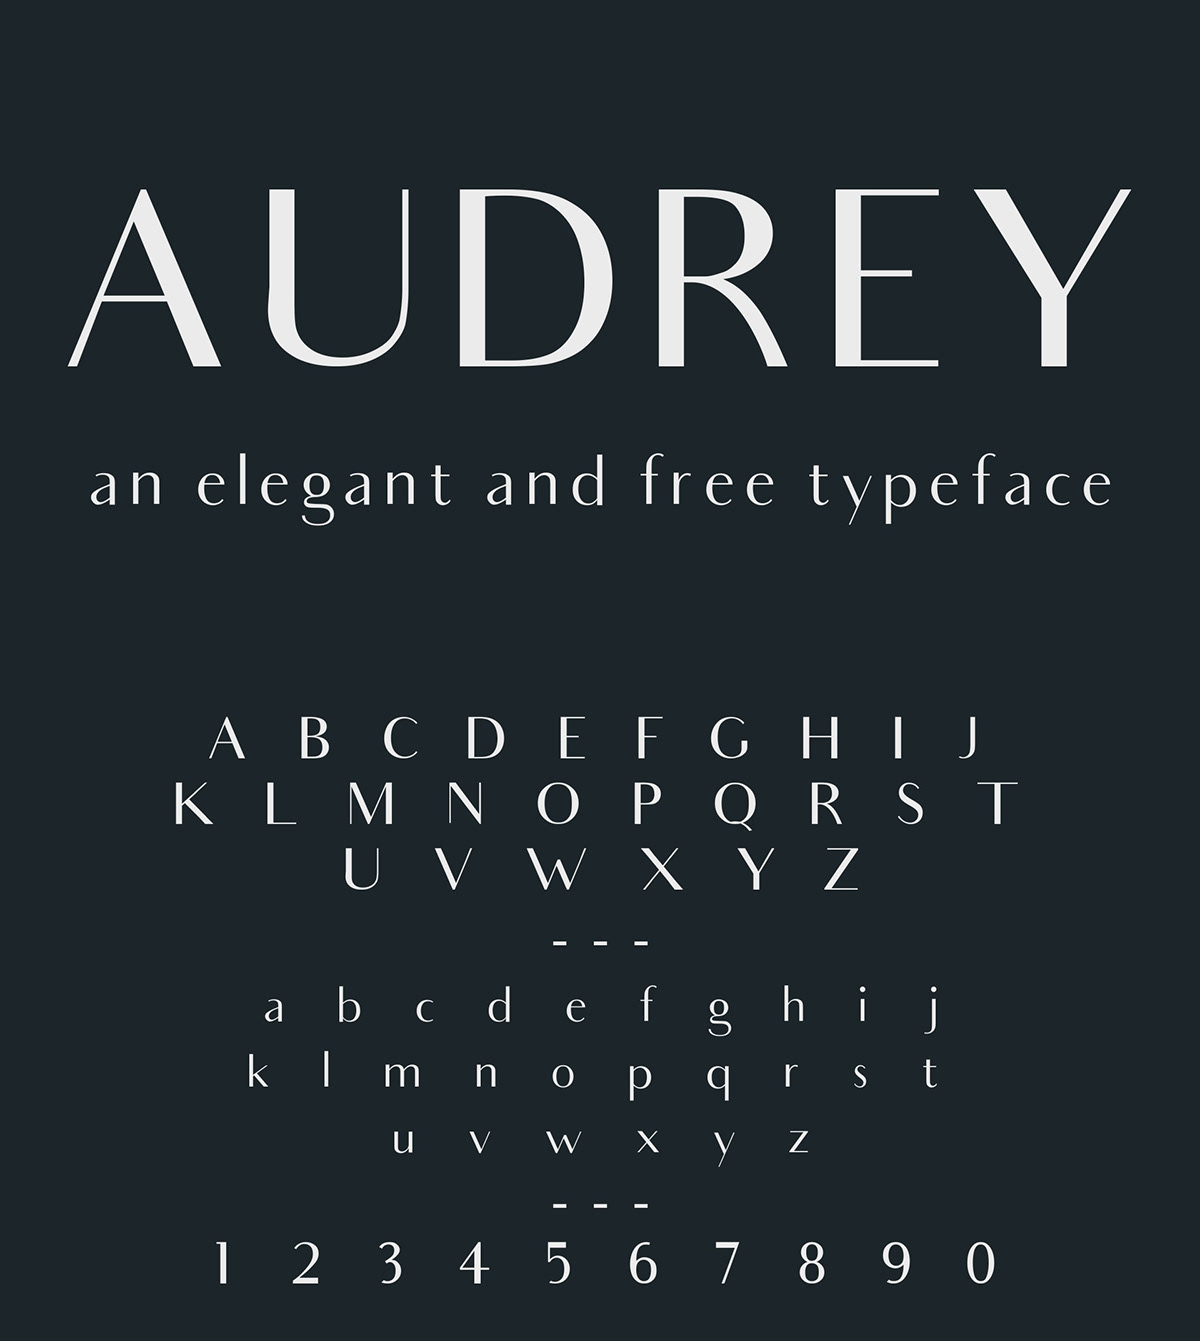 AUDREY
an elegant and free typeface
A B C D E F G H I J
K L M N O P Q R S T
U V W X Y Z
- - -
a b c d e f g h i j
k l m n o p q r s t
u v w x y z
- - -
1 2 3 4 5 6 7 8 9 0